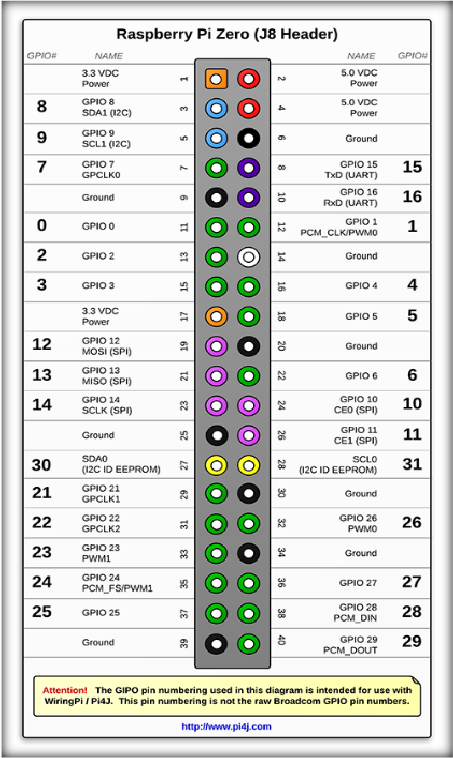 Raspberry Pi Zero (J8 Header)
GPIO# NAME NAME GPIO#
3.3 VDC Power 1 2 5.0 VDC Power
8 GPIO 8 SDA1 (I2C) 3 4 5.0 VDC Power
9 GPIO 9 SCL1 (I2C) 5 6 Ground
7 GPIO 7 GPCLK0 7 8 GPIO 15 TxD (UART) 15
Ground 9 10 GPIO 16 RxD (UART) 16
0 GPIO 0 11 12 GPIO 1 PCM_CLK/PWM0 1
2 GPIO 2 13 14 Ground
3 GPIO 3 15 16 GPIO 4 4
3.3 VDC Power 17 18 GPIO 5 5
12 GPIO 12 MOSI (SPI) 19 20 Ground
13 GPIO 13 MISO (SPI) 21 22 GPIO 6 6
14 GPIO 14 SCLK (SPI) 23 24 GPIO 10 CE0 (SPI) 10
Ground 25 26 GPIO 11 CE1 (SPI) 11
30 SDA0 (I2C ID EEPROM) 27 28 SCL0 (I2C ID EEPROM) 31
21 GPIO 21 GPCLK1 29 30 Ground
22 GPIO 22 GPCLK2 31 32 GPIO 26 PWM0 26
23 GPIO 23 PWM1 33 34 Ground
24 GPIO 24 PCM_FS/PWM1 35 36 GPIO 27 27
25 GPIO 25 37 38 GPIO 28 PCM_DIN 28
Ground 39 40 GPIO 29 PCM_DOUT 29
Attention! The GIPO pin numbering used in this diagram is intended for use with
WiringPi / Pi4J. This pin numbering is not the raw Broadcom GPIO pin numbers.
http://www.pi4j.com